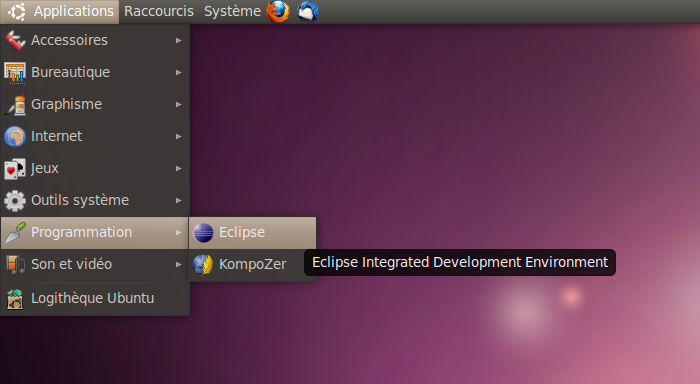 Applications Raccourcis Système
Accessoires
Bureautique
Graphisme
Internet
Jeux
Outils système
Programmation
Eclipse
Son et vidéo
KompoZer
Eclipse Integrated Development Environment
Logithèque Ubuntu